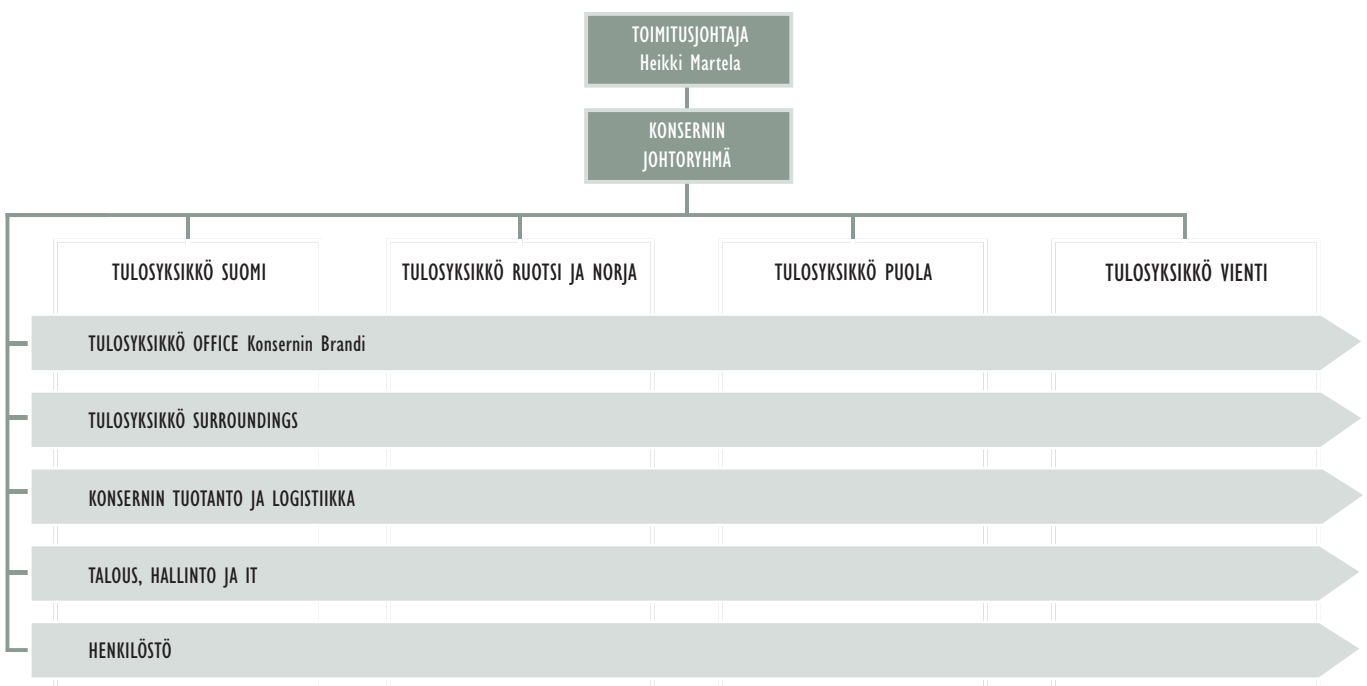 TOIMITUSJOHTAJA
Heikki Martela
KONSERNIN
JOHTORYHMÄ
TULOSYKSIKKÖ SUOMI
TULOSYKSIKKÖ RUOTSI JA NORJA
TULOSYKSIKKÖ PUOLA
TULOSYKSIKKÖ VIENTI
TULOSYKSIKKÖ OFFICE Konsernin Brandi
TULOSYKSIKKÖ SURROUNDINGS
KONSERNIN TUOTANTO JA LOGISTIIKKA
TALOUS, HALLINTO JA IT
HENKILÖSTÖ